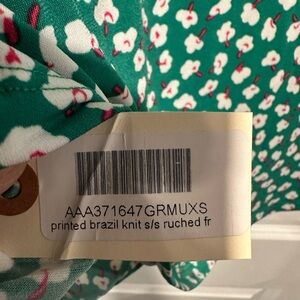 AAA371647GRMUXS
printed brazil knit s/s ruched fr